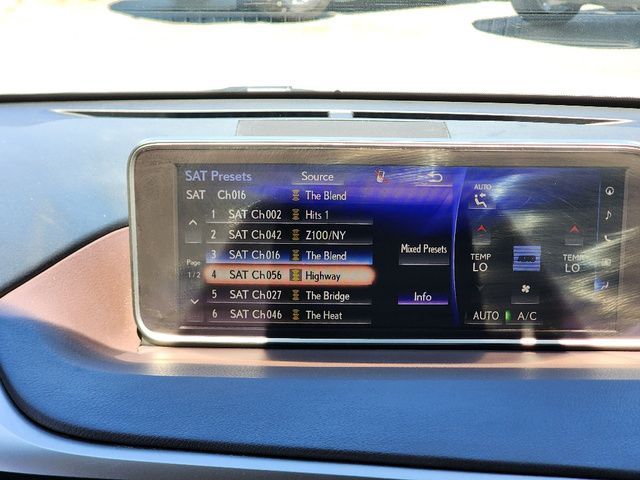 SAT Presets Source
SAT Ch016 The Blend
1 SAT Ch002 Hits 1
2 SAT Ch042 Z100/NY
3 SAT Ch016 The Blend
4 SAT Ch056 Highway
5 SAT Ch027 The Bridge
6 SAT Ch046 The Heat
Page
1/2
Mixed Presets
Info
AUTO
TEMP
LO
AUTO
TEMP
LO
AUTO A/C